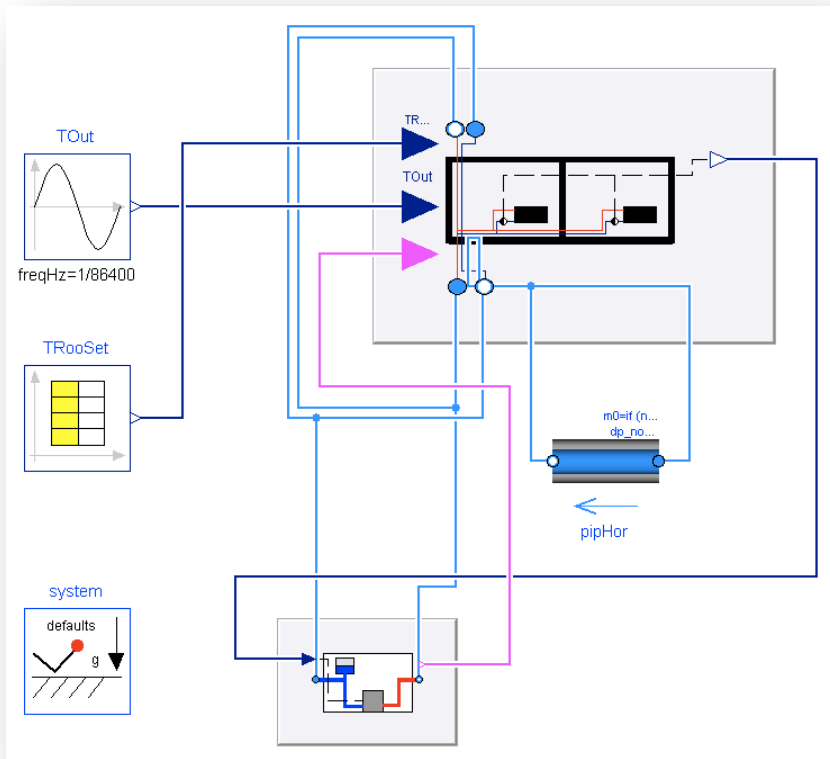 TOut
freqHz=1/86400
TRooSet
system
defaults
g
TR...
TOut
m0=if (n...
dp_no...
pipHor